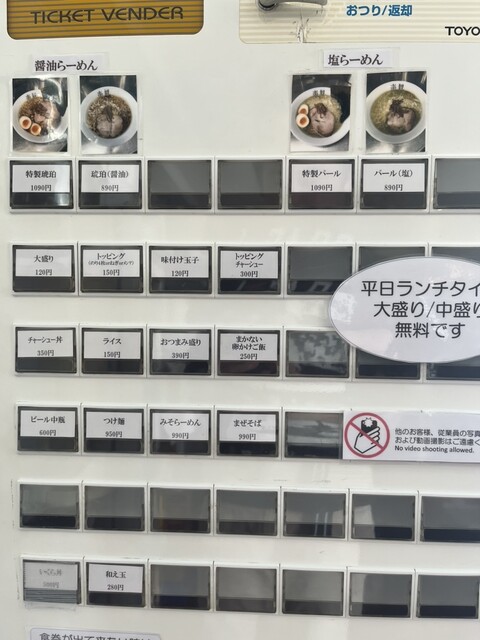 TICKET VENDER
おつり/返却
TOYO
醤油らーめん
塩らーめん
特製琥珀
1090円
琥珀(醤油)
890円
特製パール
1090円
パール(塩)
890円
大盛り
120円
トッピング
150円
味付け玉子
120円
トッピング
チャーシュー
300円
平日ランチタイ
大盛り/中盛り
無料です
チャーシュー丼
350円
ライス
150円
おつまみ盛り
390円
まかない
卵かけご飯
250円
ビール中瓶
600円
つけ麺
950円
みそらーめん
990円
まぜそば
990円
他のお客様、従業員の写真
および動画撮影はご遠慮く
No video shooting allowed.
和え玉
280円